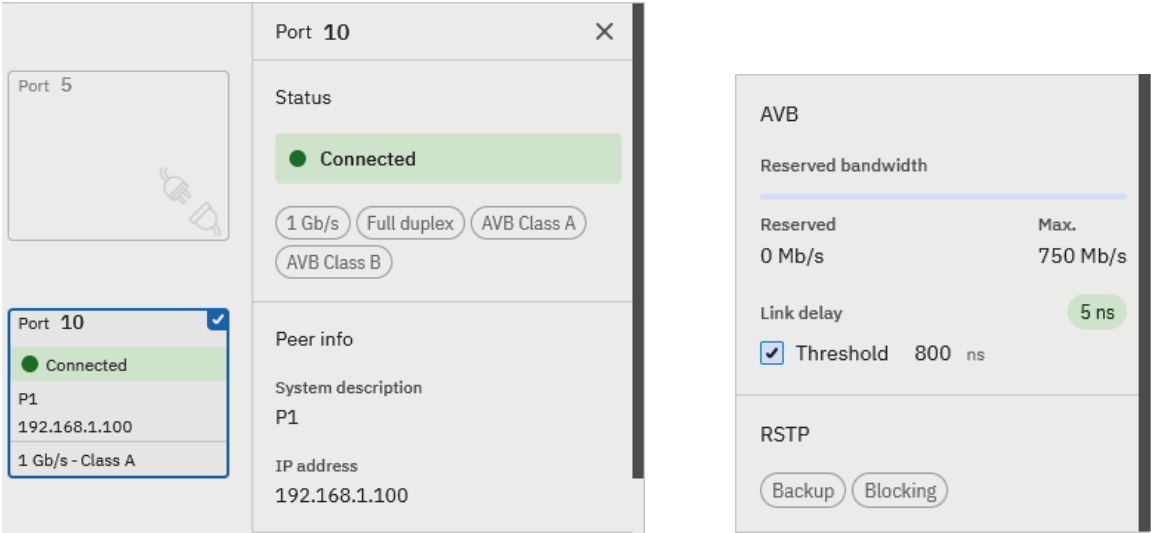 Port 5
Port 10
Connected
P1
192.168.1.100
1 Gb/s - Class A
Port 10
Status
Connected
1 Gb/s Full duplex AVB Class A
AVB Class B
Peer info
System description
P1
IP address
192.168.1.100
AVB
Reserved bandwidth
Reserved Max.
0 Mb/s 750 Mb/s
Link delay 5 ns
Threshold 800 ns
RSTP
Backup Blocking